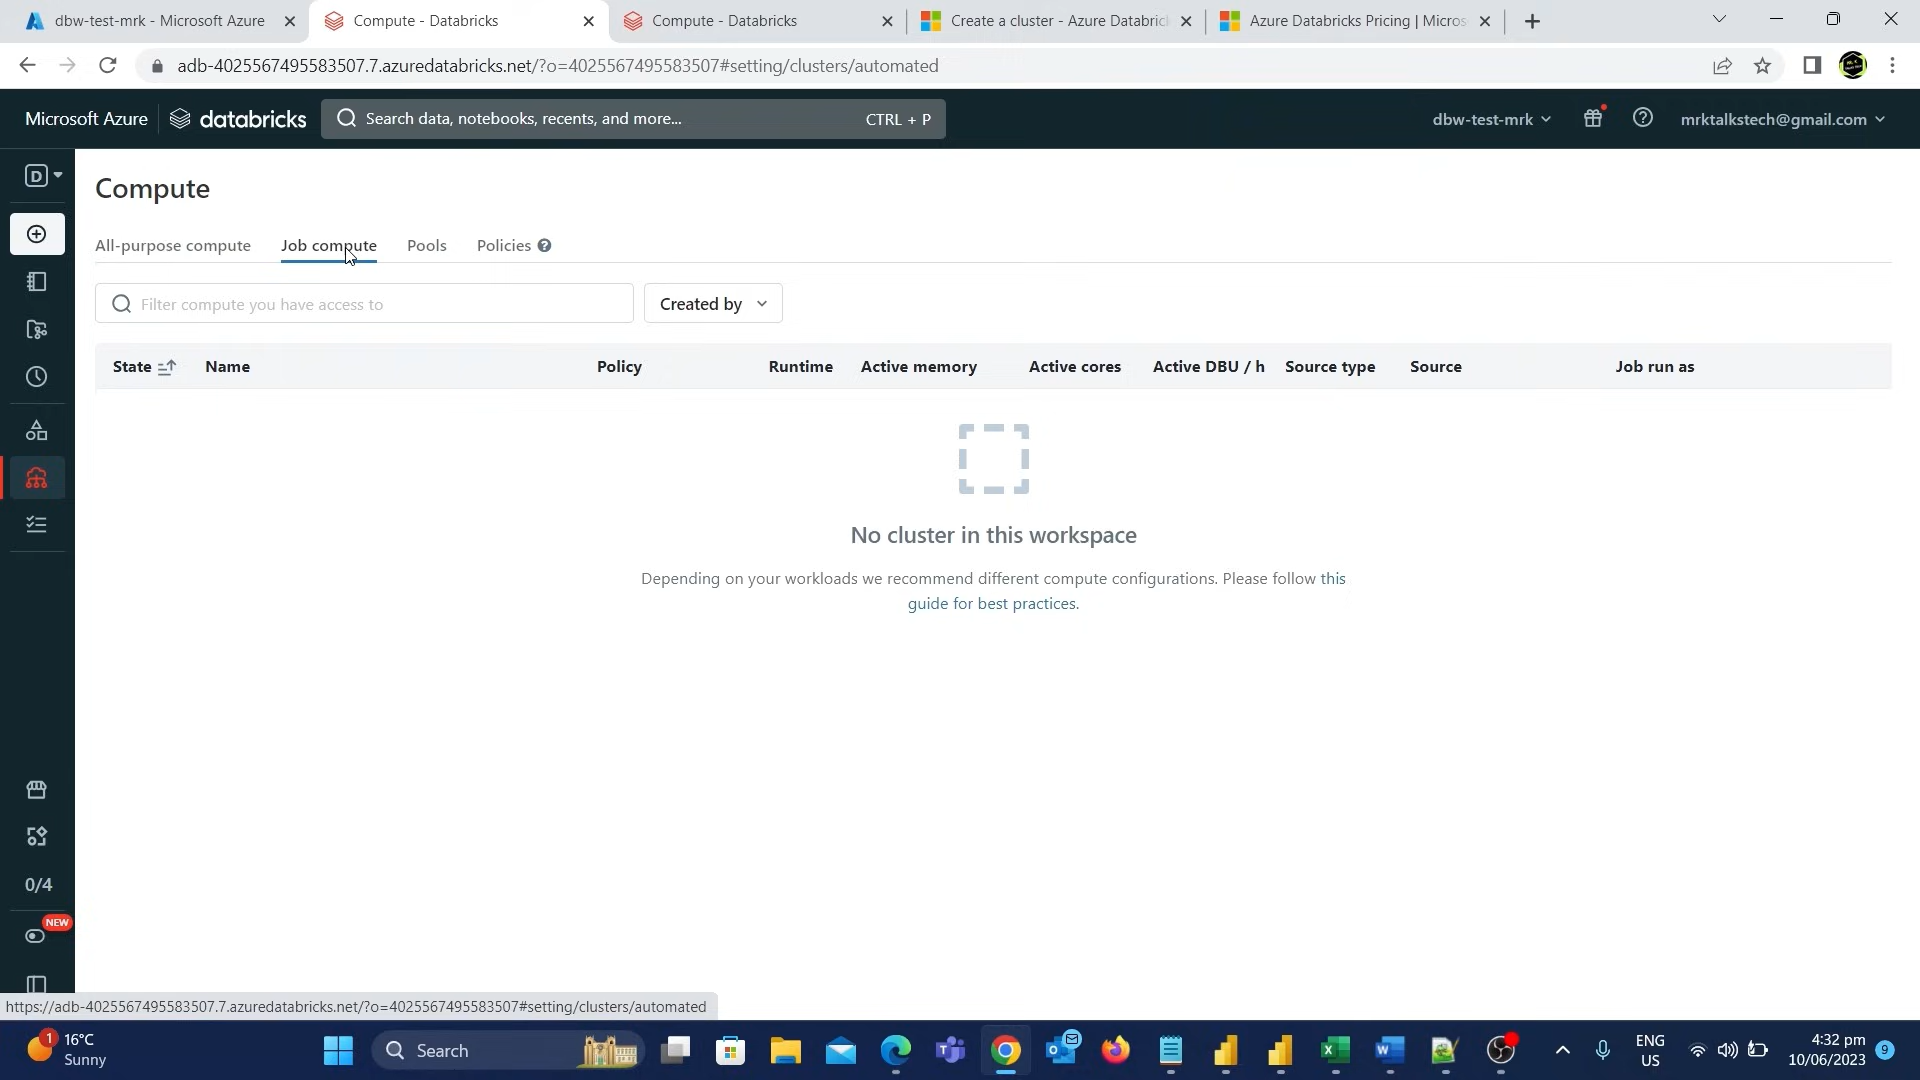 dbw-test-mrk - Microsoft Azure
Compute - Databricks
Compute - Databricks
Create a cluster - Azure Databric
Azure Databricks Pricing | Micros
adb-4025567495583507.7.azuredatabricks.net/?o=4025567495583507#setting/clusters/automated
Microsoft Azure
databricks
Search data, notebooks, recents, and more...
CTRL + P
dbw-test-mrk
mrktalkstech@gmail.com
D
Compute
All-purpose compute
Job compute
Pools
Policies
Filter compute you have access to
Created by
State
Name
Policy
Runtime
Active memory
Active cores
Active DBU / h
Source type
Source
Job run as
No cluster in this workspace
Depending on your workloads we recommend different compute configurations. Please follow this
guide for best practices.
0/4
NEW
https://adb-4025567495583507.7.azuredatabricks.net/?o=4025567495583507#setting/clusters/automated
1
16°C
Sunny
Search
ENG
US
4:32 pm
10/06/2023
9